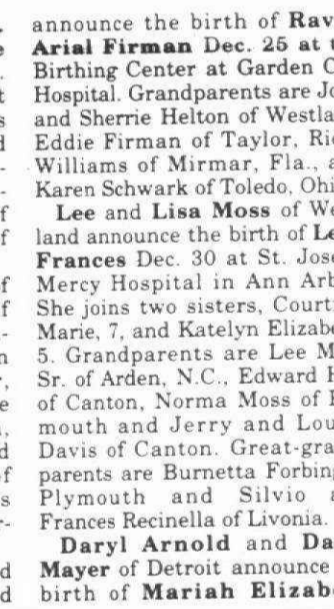 announce the birth of Rav
Arial Firman Dec. 25 at t
Birthing Center at Garden C
Hospital. Grandparents are Jo
and Sherrie Helton of Westla
Eddie Firman of Taylor, Ric
Williams of Mirmar, Fla., a
Karen Schwark of Toledo, Ohi
Lee and Lisa Moss of We
land announce the birth of Le
Frances Dec. 30 at St. Jose
Mercy Hospital in Ann Arb
She joins two sisters, Court
Marie, 7, and Katelyn Elizabe
5. Grandparents are Lee M
Sr. of Arden, N.C., Edward H
of Canton, Norma Moss of P
mouth and Jerry and Lou
Davis of Canton. Great-gra
parents are Burnetta Forbing
Plymouth and Silvio a
Frances Recinella of Livonia.
Daryl Arnold and Da
Mayer of Detroit announce
birth of Mariah Elizab